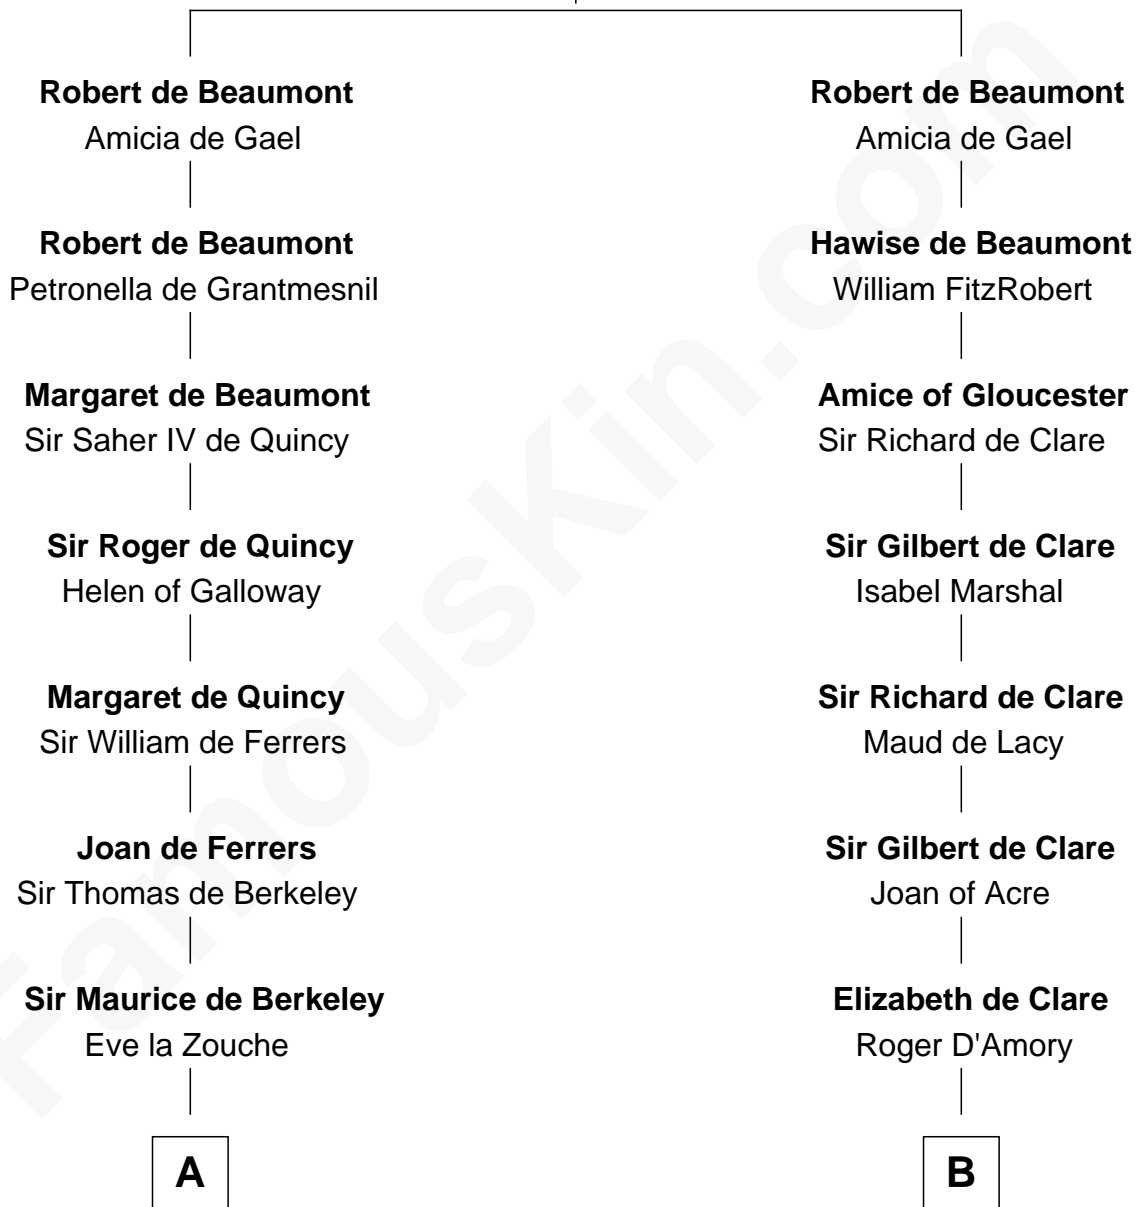 Robert de Beaumont
Amicia de Gael
Robert de Beaumont
Petronella de Grantmesnil
Margaret de Beaumont
Sir Saher IV de Quincy
Sir Roger de Quincy
Helen of Galloway
Margaret de Quincy
Sir William de Ferrers
Joan de Ferrers
Sir Thomas de Berkeley
Sir Maurice de Berkeley
Eve la Zouche
A
Robert de Beaumont
Amicia de Gael
Hawise de Beaumont
William FitzRobert
Amice of Gloucester
Sir Richard de Clare
Sir Gilbert de Clare
Isabel Marshal
Sir Richard de Clare
Maud de Lacy
Sir Gilbert de Clare
Joan of Acre
Elizabeth de Clare
Roger D'Amory
B
FamousKin.com